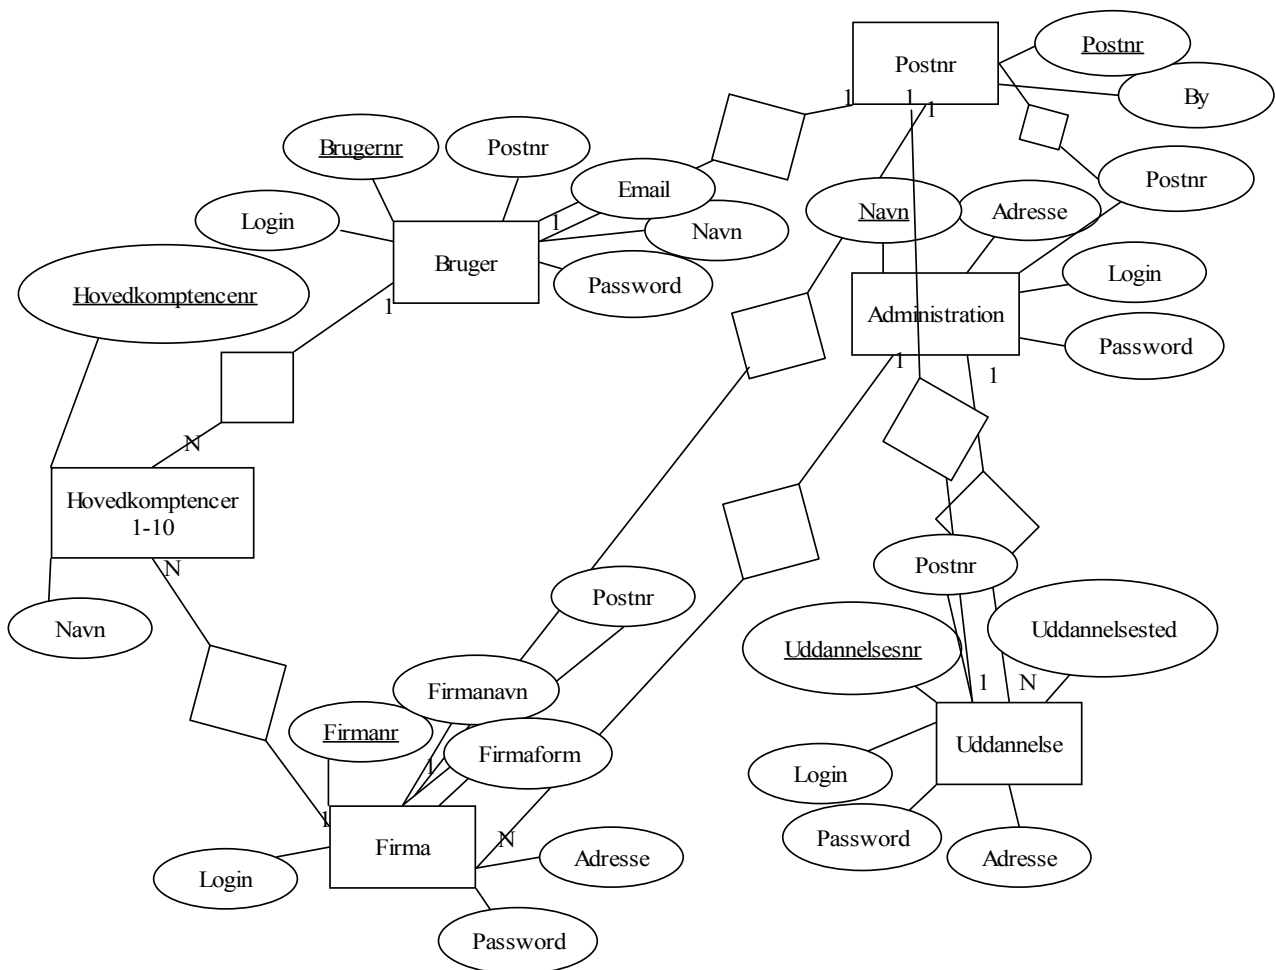 Postnr
Postnr
By
1
1
1
Brugernr
Postnr
Email
Postnr
Login
Navn
Navn
Adresse
1
Bruger
Password
Login
Hovedkomptencenr
1
Administration
Password
1
1
N
Hovedkomptencer
1-10
N
Postnr
Postnr
Navn
Uddannelsested
Uddannelsesnr
Firmanavn
1
N
Firmanr
Firmaform
Uddannelse
1
Login
1
N
Password
Firma
Adresse
Adresse
Login
Password